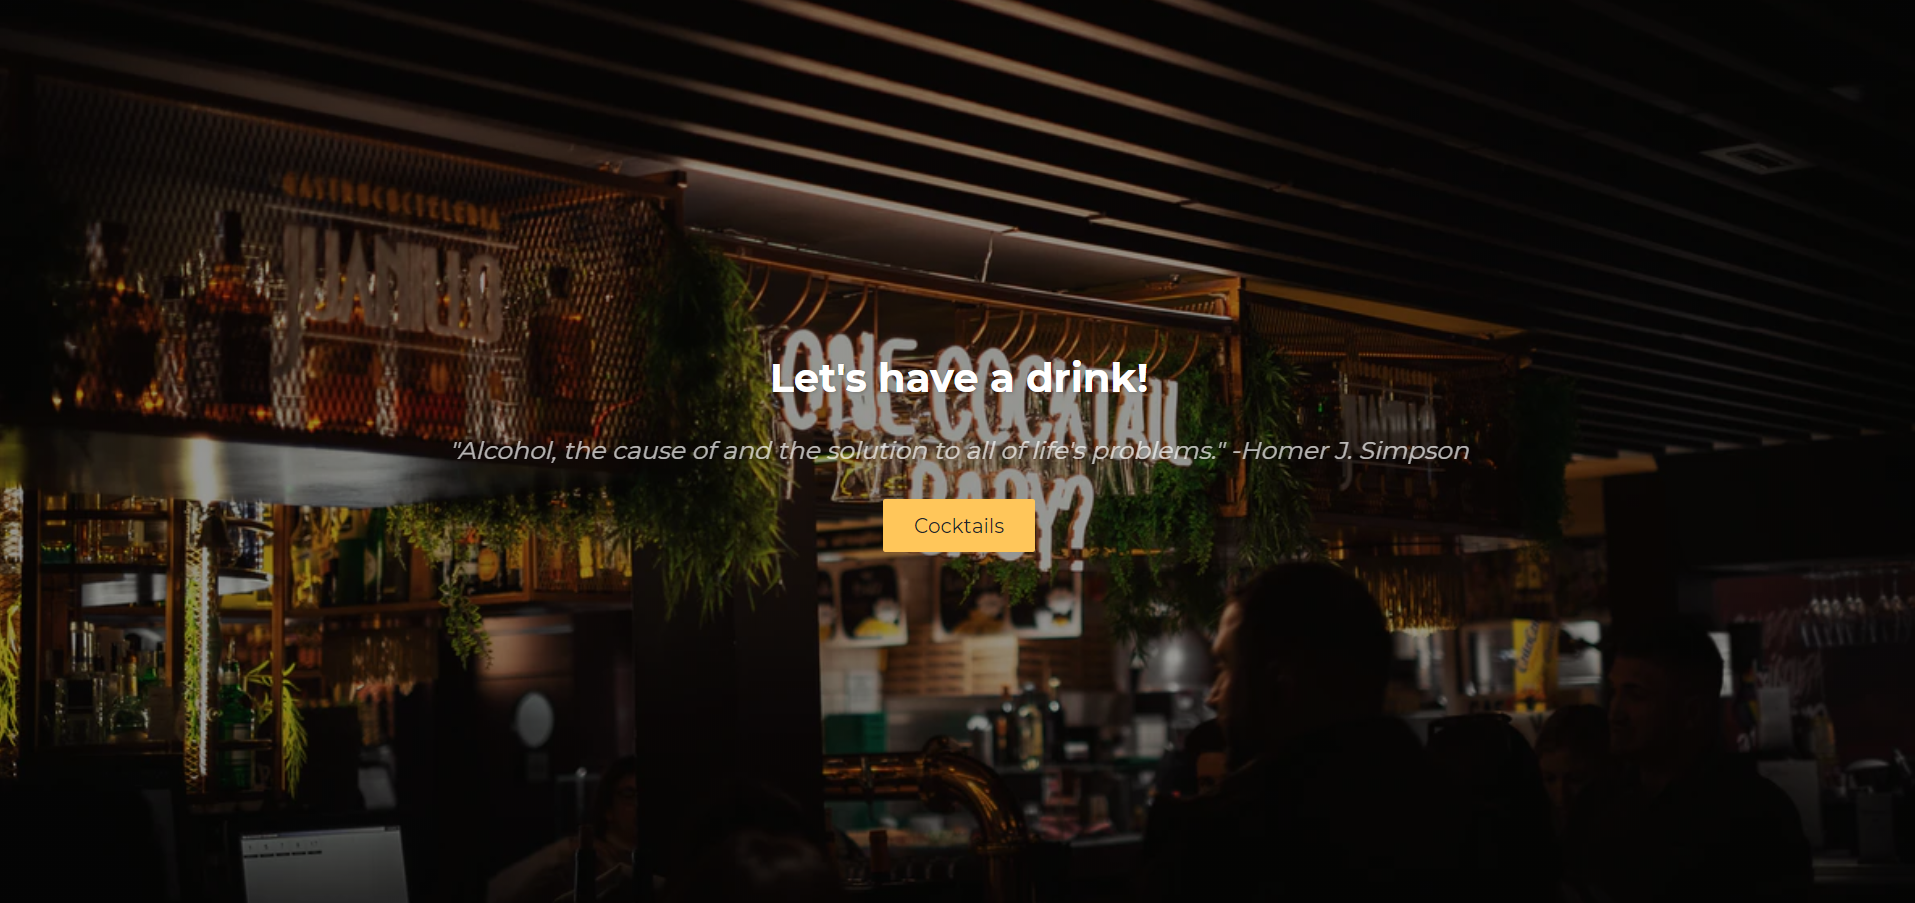 JUANILLO
ONE COCKTAIL
BABY?
Let's have a drink!
"Alcohol, the cause of and the solution to all of life's problems." -Homer J. Simpson
Cocktails
JUANILLO